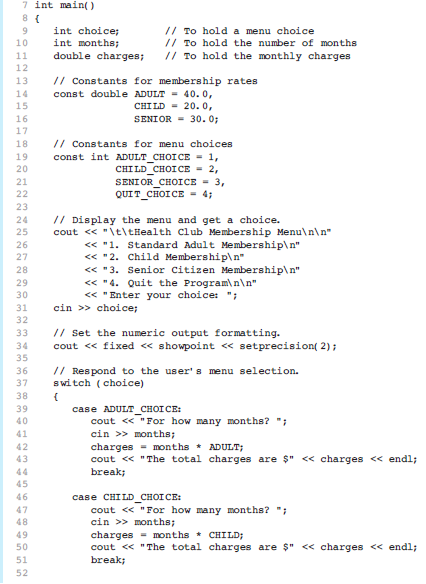 7 int main()
8 {
9 int choice; // To hold a menu choice
10 int months; // To hold the number of months
11 double charges; // To hold the monthly charges
12
13 // Constants for membership rates
14 const double ADULT = 40.0,
15 CHILD = 20.0,
16 SENIOR = 30.0;
17
18 // Constants for menu choices
19 const int ADULT_CHOICE = 1,
20 CHILD_CHOICE = 2,
21 SENIOR_CHOICE = 3,
22 QUIT_CHOICE = 4;
23
24 // Display the menu and get a choice.
25 cout << "\t\tHealth Club Membership Menu\n\n"
26 << "1. Standard Adult Membership\n"
27 << "2. Child Membership\n"
28 << "3. Senior Citizen Membership\n"
29 << "4. Quit the Program\n\n"
30 << "Enter your choice: ";
31 cin >> choice;
32
33 // Set the numeric output formatting.
34 cout << fixed << showpoint << setprecision(2);
35
36 // Respond to the user's menu selection.
37 switch (choice)
38 {
39 case ADULT_CHOICE:
40 cout << "For how many months? ";
41 cin >> months;
42 charges = months * ADULT;
43 cout << "The total charges are $" << charges << endl;
44 break;
45
46 case CHILD_CHOICE:
47 cout << "For how many months? ";
48 cin >> months;
49 charges = months * CHILD;
50 cout << "The total charges are $" << charges << endl;
51 break;
52